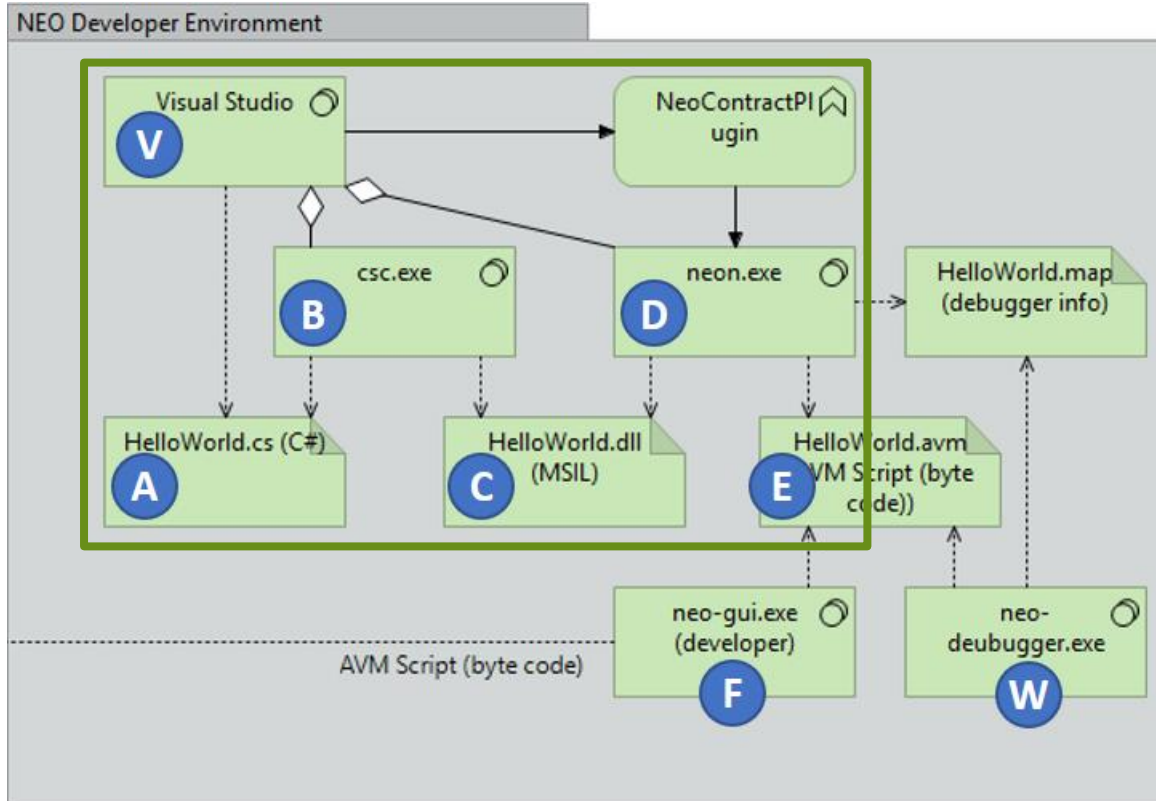 NEO Developer Environment
Visual Studio
V
NeoContractPl
ugin
csc.exe
B
neon.exe
D
HelloWorld.map
(debugger info)
HelloWorld.cs (C#)
A
HelloWorld.dll
(MSIL)
C
HelloWorld.avm
VM Script (byte
code))
E
neo-gui.exe
(developer)
F
neo-
deubugger.exe
W
AVM Script (byte code)